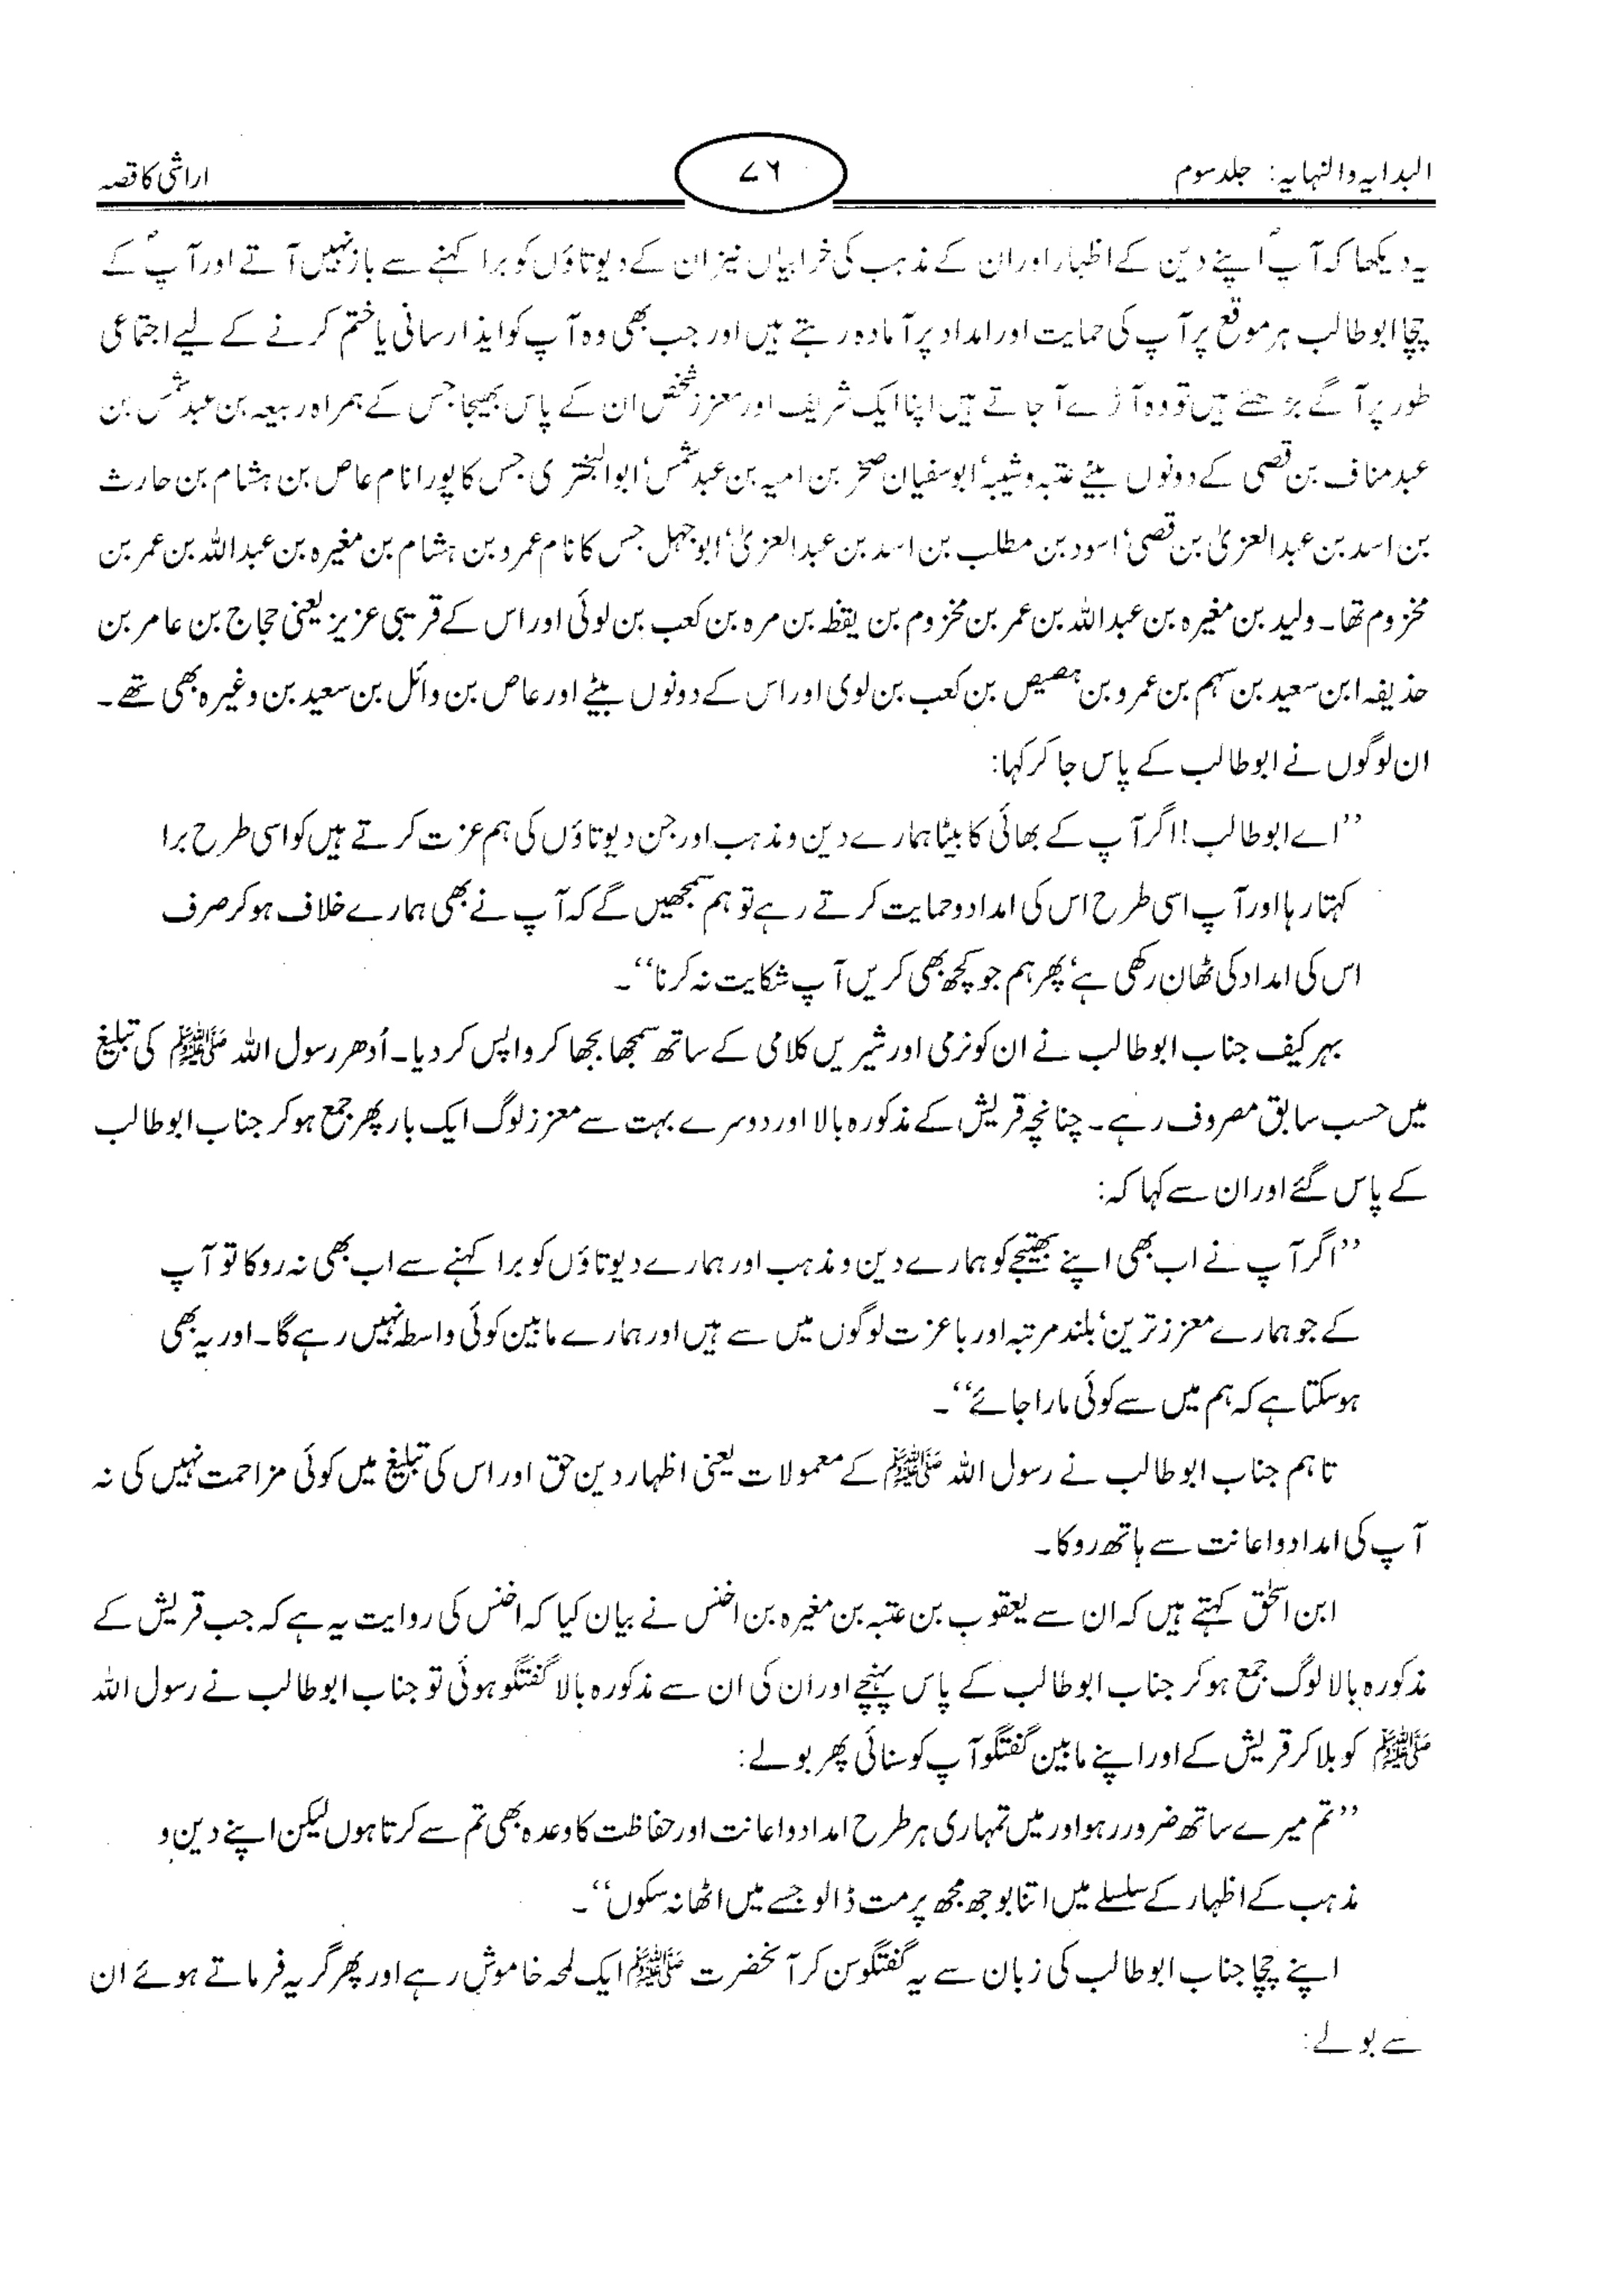 البدایہ والنہایہ: جلد سوم
۷۶
اراشی کا قصہ
یہ دیکھا کہ آپؐ اپنے دین کے اظہار اور ان کے مذہب کی خرابیاں نیز ان کے دیوتاؤں کو برا کہنے سے باز نہیں آتے اور آپؐ کے
چچا ابو طالب ہر موقع پر آپ کی حمایت اور امداد پر آمادہ رہتے ہیں اور جب بھی وہ آپ کو ایذا رسانی یا ختم کرنے کے لیے اجتماعی
طور پر آگے بڑھتے ہیں تو وہ آڑے آ جاتے ہیں اپنا ایک شریف اور معزز شخص ان کے پاس بھیجا جس کے ہمراہ ربیعہ بن عبد شمس بن
عبد مناف بن قصی کے دونوں بیٹے عتبہ و شیبہ‘ ابوسفیان صخر بن امیہ بن عبد شمس‘ ابو البختری جس کا پورا نام عاص بن ہشام بن حارث
بن اسد بن عبد العزیٰ بن قصی‘ اسود بن مطلب بن اسد بن عبد العزیٰ‘ ابو جہل جس کا نام عمرو بن ہشام بن مغیرہ بن عبد اللہ بن عمر بن
مخزوم تھا۔ ولید بن مغیرہ بن عبد اللہ بن عمر بن مخزوم بن یقظہ بن مرہ بن کعب بن لوئی اور اس کے قریبی عزیز یعنی حجاج بن عامر بن
حذیفہ ابن سعید بن سہم بن عمرو بن ہصیص بن کعب بن لوی اور اس کے دونوں بیٹے اور عاص بن وائل بن سعید بن وغیرہ بھی تھے۔
ان لوگوں نے ابو طالب کے پاس جا کر کہا:
’’اے ابو طالب! اگر آپ کے بھائی کا بیٹا ہمارے دین و مذہب اور جن دیوتاؤں کی ہم عزت کرتے ہیں کو اسی طرح برا
کہتا رہا اور آپ اسی طرح اس کی امداد و حمایت کرتے رہے تو ہم سمجھیں گے کہ آپ نے بھی ہمارے خلاف ہو کر صرف
اس کی امداد کی ٹھان رکھی ہے‘ پھر ہم جو کچھ بھی کریں آپ شکایت نہ کرنا‘‘۔
بہر کیف جناب ابو طالب نے ان کو نرمی اور شیریں کلامی کے ساتھ سمجھا بجھا کر واپس کر دیا۔ اُدھر رسول اللہ ﷺ کی تبلیغ
میں حسب سابق مصروف رہے۔ چنانچہ قریش کے مذکورہ بالا اور دوسرے بہت سے معزز لوگ ایک بار پھر جمع ہو کر جناب ابو طالب
کے پاس گئے اور ان سے کہا کہ:
’’اگر آپ نے اب بھی اپنے بھتیجے کو ہمارے دین و مذہب اور ہمارے دیوتاؤں کو برا کہنے سے اب بھی نہ روکا تو آپ
کے جو ہمارے معزز ترین‘ بلند مرتبہ اور باعزت لوگوں میں سے ہیں اور ہمارے مابین کوئی واسطہ نہیں رہے گا۔ اور یہ بھی
ہو سکتا ہے کہ ہم میں سے کوئی مارا جائے‘‘۔
تاہم جناب ابو طالب نے رسول اللہ ﷺ کے معمولات یعنی اظہار دین حق اور اس کی تبلیغ میں کوئی مزاحمت نہیں کی نہ
آپ کی امداد و اعانت سے ہاتھ روکا۔
ابن اسحٰق کہتے ہیں کہ ان سے یعقوب بن عتبہ بن مغیرہ بن اخنس نے بیان کیا کہ اخنس کی روایت یہ ہے کہ جب قریش کے
مذکورہ بالا لوگ جمع ہو کر جناب ابو طالب کے پاس پہنچے اور ان کی ان سے مذکورہ بالا گفتگو ہوئی تو جناب ابو طالب نے رسول اللہ
ﷺ کو بلا کر قریش کے اور اپنے مابین گفتگو آپ کو سنائی پھر بولے:
’’تم میرے ساتھ ضرور رہو اور میں تمہاری ہر طرح امداد و اعانت اور حفاظت کا وعدہ بھی تم سے کرتا ہوں لیکن اپنے دین و
مذہب کے اظہار کے سلسلے میں اتنا بوجھ مجھ پر مت ڈالو جسے میں اٹھا نہ سکوں‘‘۔
اپنے چچا جناب ابو طالب کی زبان سے یہ گفتگو سن کر آنحضرت ﷺ ایک لمحہ خاموش رہے اور پھر گریہ فرماتے ہوئے ان
سے بولے: